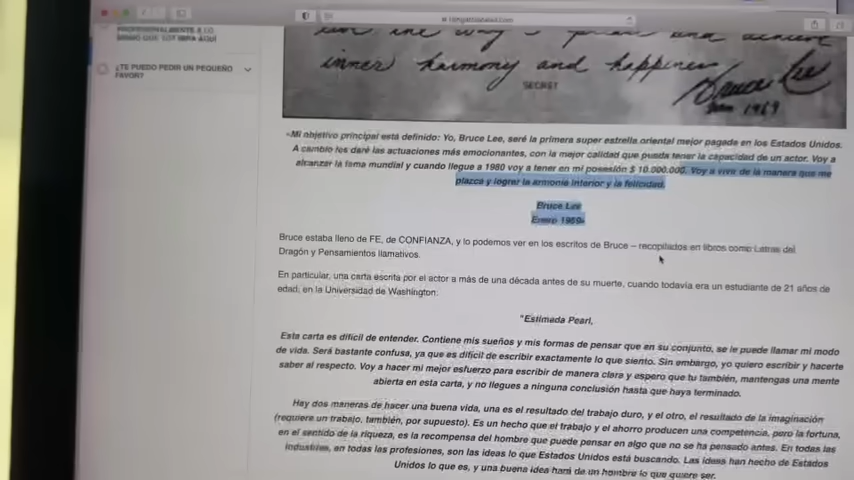 PROFESIONALMENTE A LO
¿TE PUEDO PEDIR UN PEQUEÑO
FAVOR?
inner harmony and happiness
SECRET
Bruce Lee
Jan 1969
«Mi objetivo principal está definido: Yo, Bruce Lee, seré la primera super estrella oriental mejor pagada en los Estados Unidos.
A cambio les daré las actuaciones más emocionantes, con la mejor calidad que pueda tener la capacidad de un actor. Voy a
alcanzar la fama mundial y cuando llegue a 1980 voy a tener en mi posesión $ 10.000.000. Voy a vivir de la manera que me
plazca y lograr la armonía interior y la felicidad.
Bruce Lee
Enero 1969»
Bruce estaba lleno de FE, de CONFIANZA, y lo podemos ver en los escritos de Bruce – recopilados en libros como Letras del
Dragón y Pensamientos llamativos.
En particular, una carta escrita por el actor a más de una década antes de su muerte, cuando todavía era un estudiante de 21 años de
edad, en la Universidad de Washington:
"Estimada Pearl,
Esta carta es difícil de entender. Contiene mis sueños y mis formas de pensar que en su conjunto, se le puede llamar mi modo
de vida. Será bastante confusa, ya que es difícil de escribir exactamente lo que siento. Sin embargo, yo quiero escribir y hacerte
saber al respecto. Voy a hacer mi mejor esfuerzo para escribir de manera clara y espero que tu también, mantengas una mente
abierta en esta carta, y no llegues a ninguna conclusión hasta que haya terminado.
Hay dos maneras de hacer una buena vida, una es el resultado del trabajo duro, y el otro, el resultado de la imaginación
(requiere un trabajo, también, por supuesto). Es un hecho que el trabajo y el ahorro producen una competencia, pero la fortuna,
en el sentido de la riqueza, es la recompensa del hombre que puede pensar en algo que no se ha pensado antes. En todas las
industrias, en todas las profesiones, son las ideas lo que Estados Unidos está buscando. Las ideas han hecho de Estados
Unidos lo que es, y una buena idea hará de un hombre lo que quiere ser.